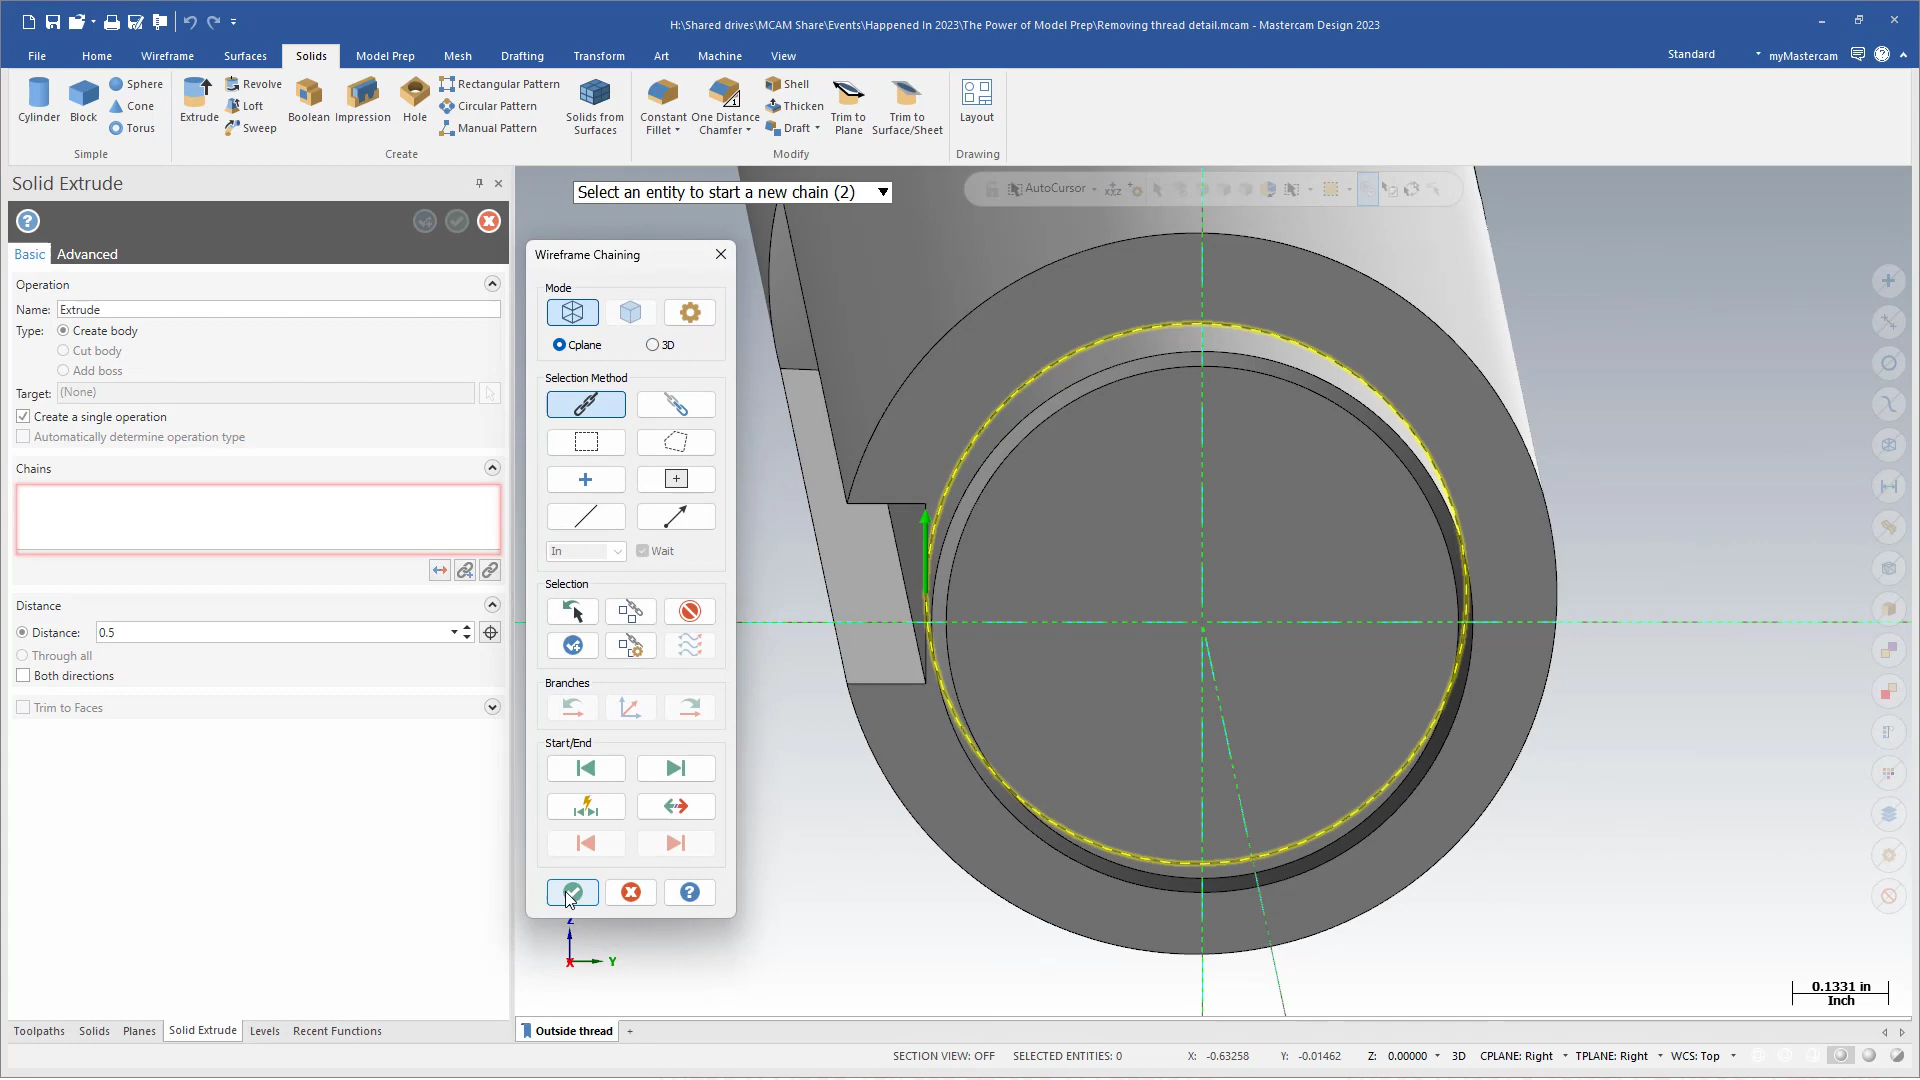 H:\Shared drives\MCAM Share\Events\Happened In 2023\The Power of Model Prep\Removing thread detail.mcam - Mastercam Design 2023
File Home Wireframe Surfaces Solids Model Prep Mesh Drafting Transform Art Machine View Standard myMastercam
Cylinder Block Sphere Cone Torus
Simple
Extrude Revolve Loft Sweep Boolean Impression Hole Rectangular Pattern Circular Pattern Manual Pattern Solids from Surfaces
Create
Constant Fillet One Distance Chamfer Shell Thicken Draft Trim to Plane Trim to Surface/Sheet
Modify
Layout
Drawing
Solid Extrude
Basic Advanced
Operation
Name: Extrude
Type: Create body
Cut body
Add boss
Target: (None)
Create a single operation
Automatically determine operation type
Chains
Distance
Distance: 0.5
Through all
Both directions
Trim to Faces
Select an entity to start a new chain (2)
AutoCursor
Wireframe Chaining
Mode
Cplane 3D
Selection Method
In Wait
Selection
Branches
Start/End
Z
X Y
0.1331 in
Inch
Toolpaths Solids Planes Solid Extrude Levels Recent Functions
Outside thread +
SECTION VIEW: OFF SELECTED ENTITIES: 0 X: -0.63258 Y: -0.01462 Z: 0.00000 3D CPLANE: Right TPLANE: Right WCS: Top